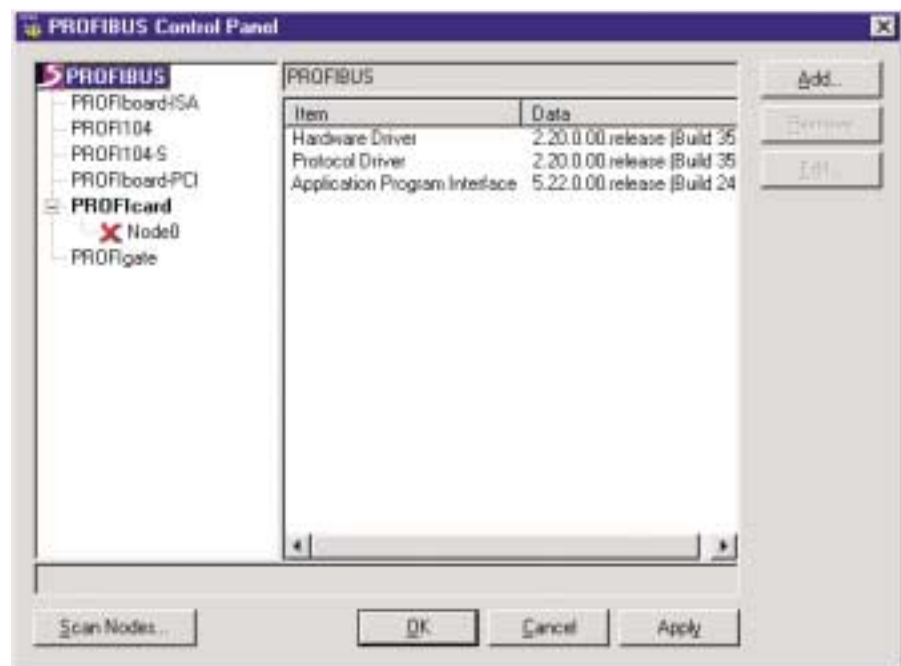 PROFIBUS Control Panel
PROFIBUS
PROFIboard-ISA
PROFI104
PROFI104-S
PROFIboard-PCI
PROFIcard
Node0
PROFIgate
PROFIBUS
Item Data
Hardware Driver 2.20.0.00.release (Build 35
Protocol Driver 2.20.0.00.release (Build 35
Application Program Interface 5.22.0.00.release (Build 24
Add...
Remove
Edit...
Scan Nodes...
OK
Cancel
Apply